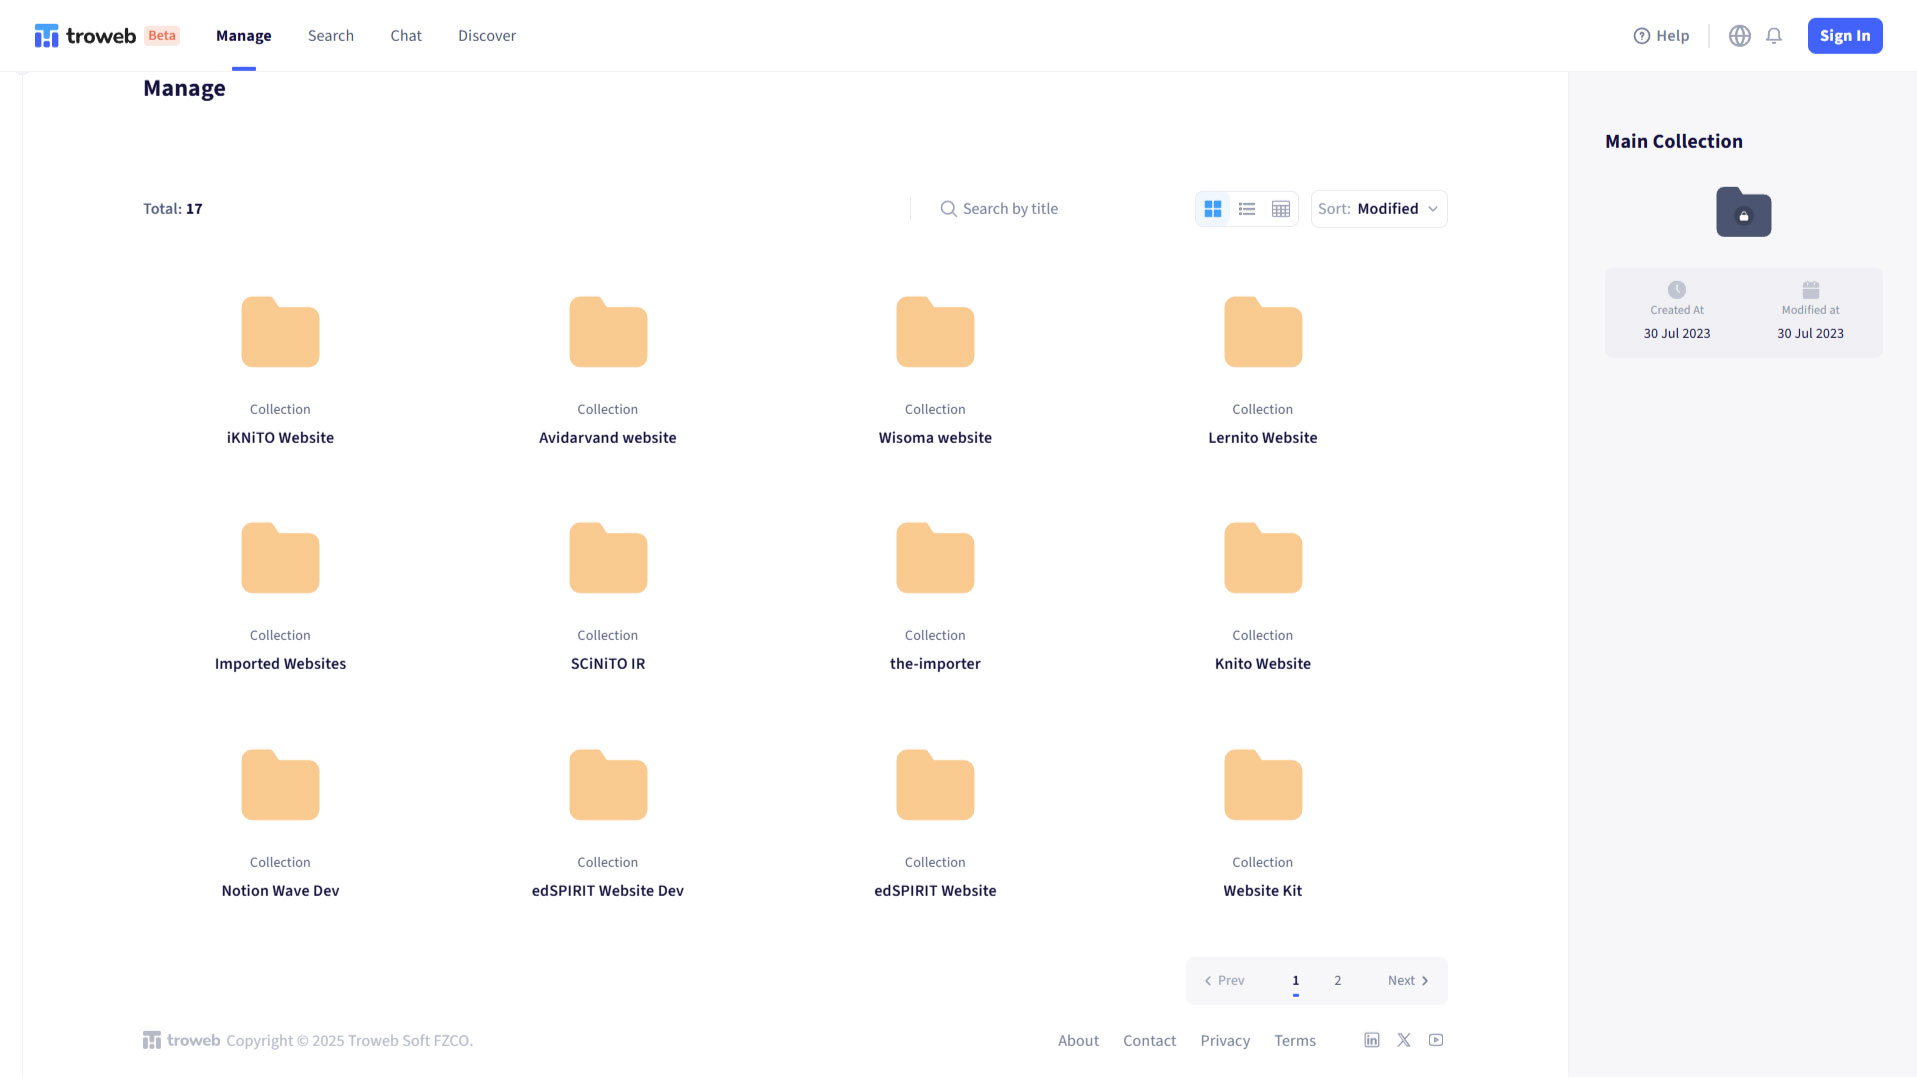 troweb Beta Manage Search Chat Discover Help Sign In
Manage
Main Collection
Total: 17 Search by title Sort: Modified
Created At Modified at
30 Jul 2023 30 Jul 2023
Collection Collection Collection Collection
iKNiTO Website Avidarvand website Wisoma website Lernito Website
Collection Collection Collection Collection
Imported Websites SCiNiTO IR the-importer Knito Website
Collection Collection Collection Collection
Notion Wave Dev edSPIRIT Website Dev edSPIRIT Website Website Kit
Prev 1 2 Next
troweb Copyright © 2025 Troweb Soft FZCO. About Contact Privacy Terms